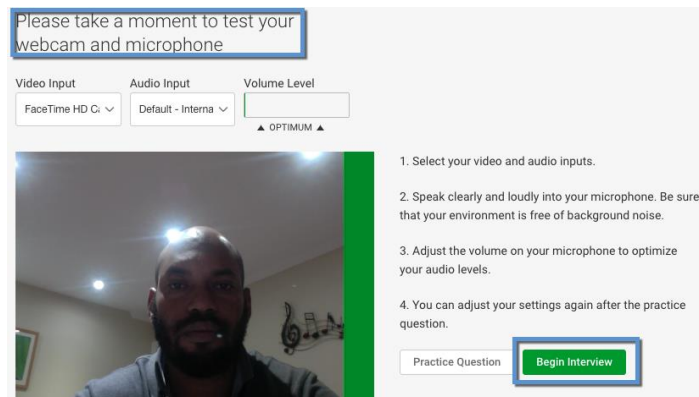 Please take a moment to test your
webcam and microphone
Video Input
Audio Input
Volume Level
FaceTime HD Ca
Default - Interna
▲ OPTIMUM ▲
1. Select your video and audio inputs.
2. Speak clearly and loudly into your microphone. Be sure
that your environment is free of background noise.
3. Adjust the volume on your microphone to optimize
your audio levels.
4. You can adjust your settings again after the practice
question.
Practice Question
Begin Interview